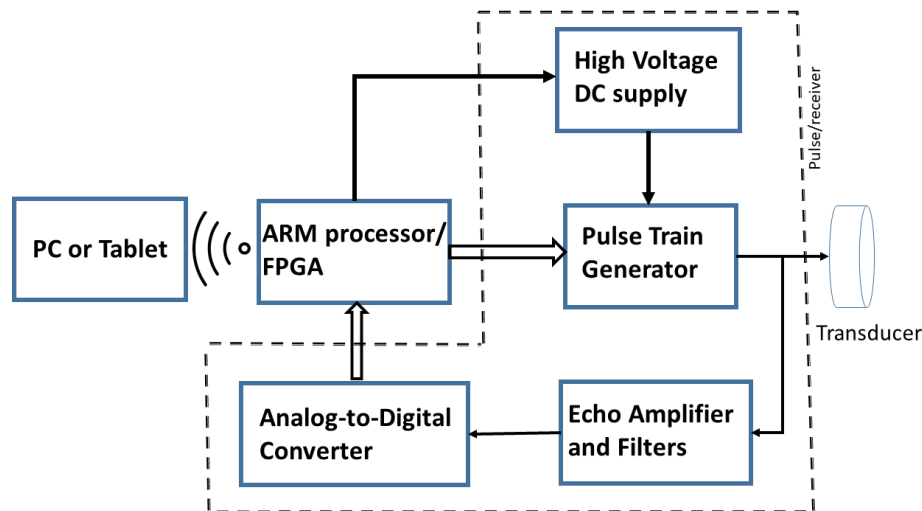 High Voltage
DC supply
Pulse/receiver
PC or Tablet
ARM processor/
FPGA
Pulse Train
Generator
Transducer
Analog-to-Digital
Converter
Echo Amplifier
and Filters